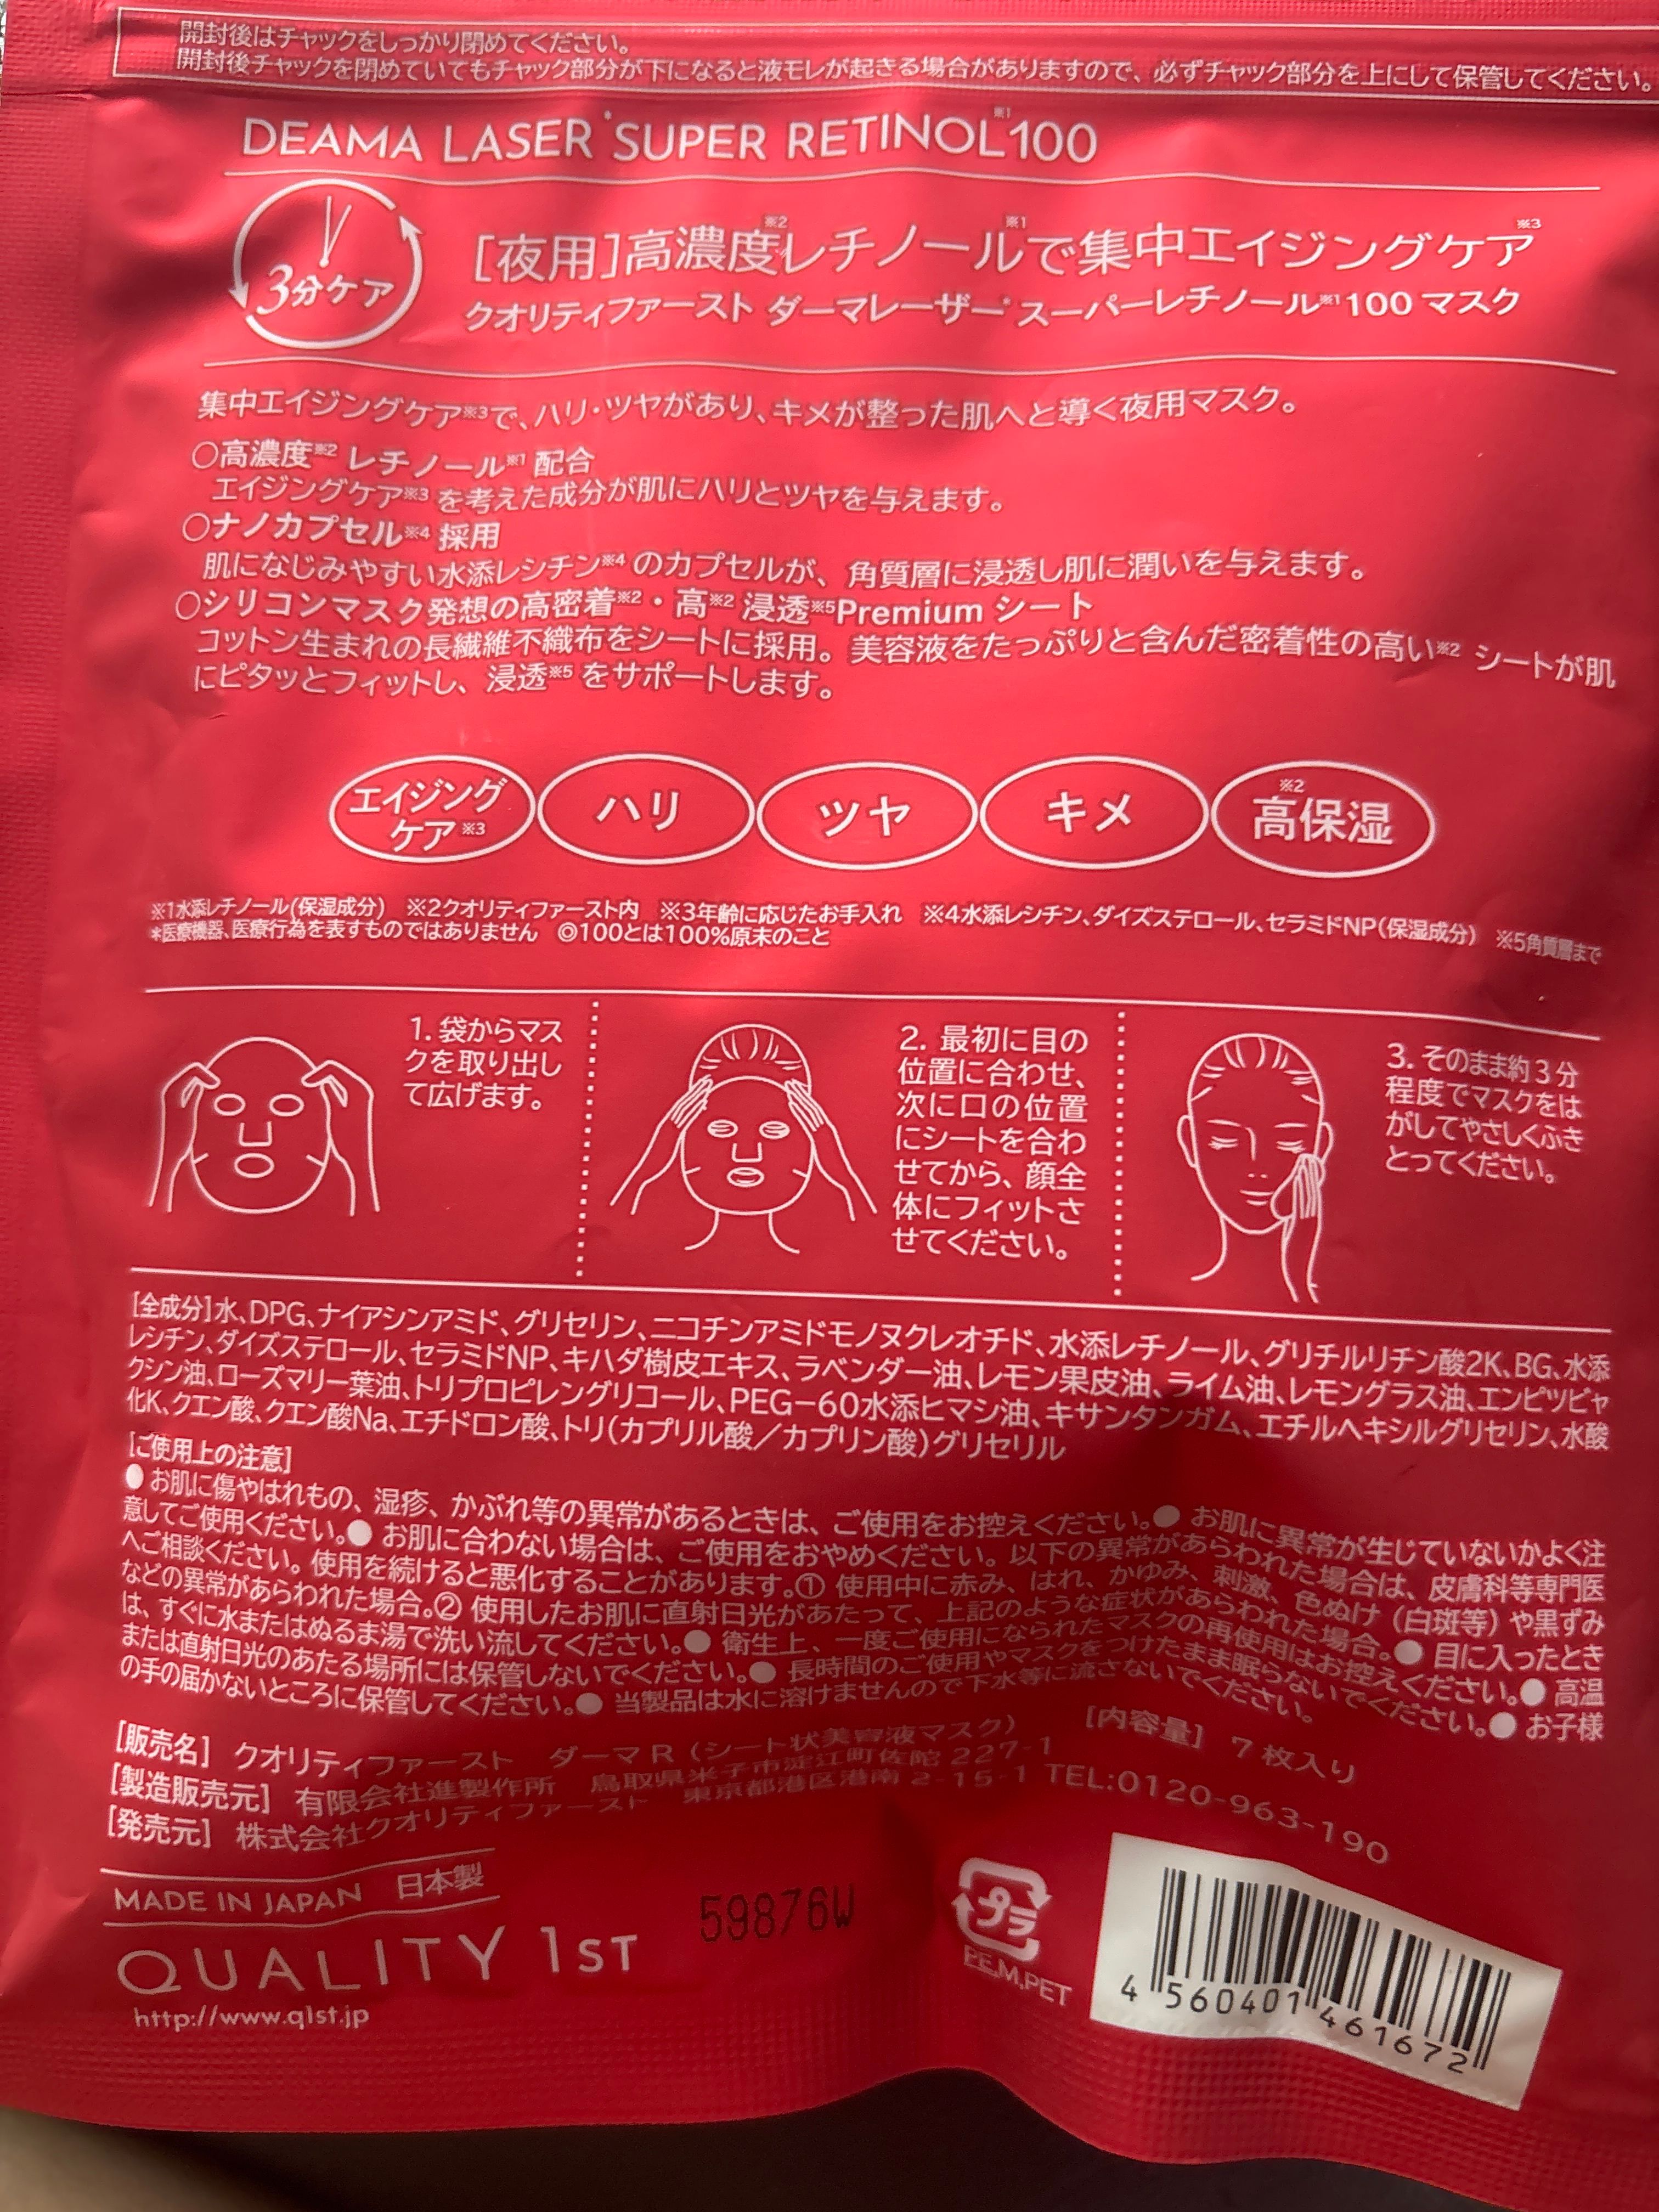 開封後はチャックをしっかり閉めてください。
開封後チャックを閉めていてもチャック部分が下になると液モレが起きる場合がありますので、必ずチャック部分を上にして保管してください。
DEAMA LASER* SUPER RETINOL※1 100
3分ケア
[夜用]高濃度※2レチノール※1で集中エイジングケア※3
クオリティファースト ダーマレーザー* スーパーレチノール※1 100 マスク
集中エイジングケア※3で、ハリ・ツヤがあり、キメが整った肌へと導く夜用マスク。
○高濃度※2 レチノール※1 配合
エイジングケア※3 を考えた成分が肌にハリとツヤを与えます。
○ナノカプセル※4 採用
肌になじみやすい水添レシチン※4 のカプセルが、角質層に浸透し肌に潤いを与えます。
○シリコンマスク発想の高密着※2・高※2 浸透※5Premium シート
コットン生まれの長繊維不織布をシートに採用。美容液をたっぷりと含んだ密着性の高い※2 シートが肌
にピタッとフィットし、浸透※5 をサポートします。
エイジング
ケア※3
ハリ
ツヤ
キメ
※2
高保湿
※1水添レチノール(保湿成分) ※2クオリティファースト内 ※3年齢に応じたお手入れ ※4水添レシチン、ダイズステロール、セラミドNP(保湿成分) ※5角質層まで
*医療機器、医療行為を表すものではありません ◎100とは100%原末のこと
1. 袋からマス
クを取り出し
て広げます。
2. 最初に目の
位置に合わせ、
次に口の位置
にシートを合わ
せてから、顔全
体にフィットさ
せてください。
3. そのまま約３分
程度でマスクをは
がしてやさしくふき
とってください。
[全成分]水、DPG、ナイアシンアミド、グリセリン、ニコチンアミドモノヌクレオチド、水添レチノール、グリチルリチン酸2K、BG、水添
レシチン、ダイズステロール、セラミドNP、キハダ樹皮エキス、ラベンダー油、レモン果皮油、ライム油、レモングラス油、エンピツビャ
クシン油、ローズマリー葉油、トリプロピレングリコール、PEG-60水添ヒマシ油、キサンタンガム、エチルヘキシルグリセリン、水酸
化K、クエン酸、クエン酸Na、エチドロン酸、トリ(カプリル酸／カプリン酸)グリセリル
[ご使用上の注意]
● お肌に傷やはれもの、湿疹、かぶれ等の異常があるときは、ご使用をお控えください。● お肌に異常が生じていないかよく注
意してご使用ください。● お肌に合わない場合は、ご使用をおやめください。以下の異常があらわれた場合は、皮膚科等専門医
へご相談ください。使用を続けると悪化することがあります。① 使用中に赤み、はれ、かゆみ、刺激、色ぬけ（白斑等）や黒ずみ
などの異常があらわれた場合。② 使用したお肌に直射日光があたって、上記のような症状があらわれた場合。● 目に入ったとき
は、すぐに水またはぬるま湯で洗い流してください。● 衛生上、一度ご使用になられたマスクの再使用はお控えください。● 高温
または直射日光のあたる場所には保管しないでください。● 長時間のご使用やマスクをつけたまま眠らないでください。● お子様
の手の届かないところに保管してください。● 当製品は水に溶けませんので下水等に流さないでください。
[販売名] クオリティファースト ダーマ R（シート状美容液マスク） [内容量] 7 枚入り
[製造販売元] 有限会社進製作所 鳥取県米子市淀江町佐陀 227-1
[発売元] 株式会社クオリティファースト 東京都港区港南 2-15-1 TEL:0120-963-190
MADE IN JAPAN 日本製
QUALITY 1ST
http://www.q1st.jp
59876W
プラ
PE,M,PET
4 560401 461672